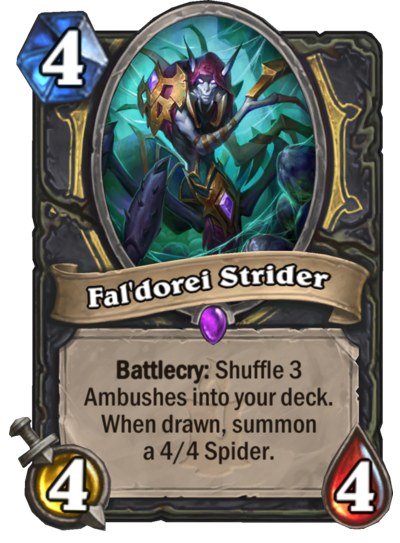 4
Fal'dorei Strider
Battlecry: Shuffle 3
Ambushes into your deck.
When drawn, summon
a 4/4 Spider.
4
4